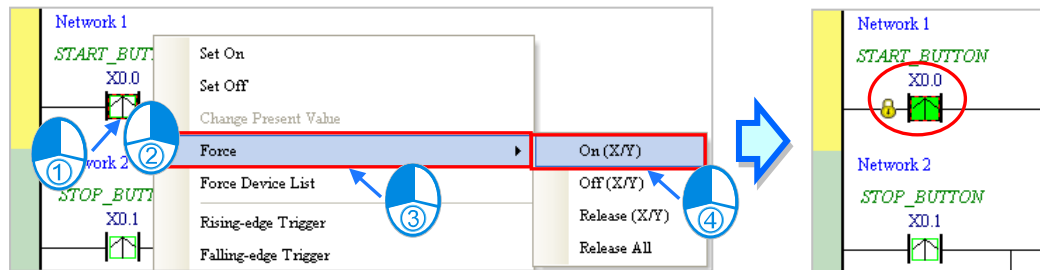 Network 1
START_BUT
X0.0
① ②
work 2
STOP_BUTT
X0.1
Set On
Set Off
Change Present Value
Force
Force Device List
③
Rising-edge Trigger
Falling-edge Trigger
On (X/Y)
Off (X/Y)
④
Release (X/Y)
Release All
Network 1
START_BUTTON
X0.0
Network 2
STOP_BUTTON
X0.1